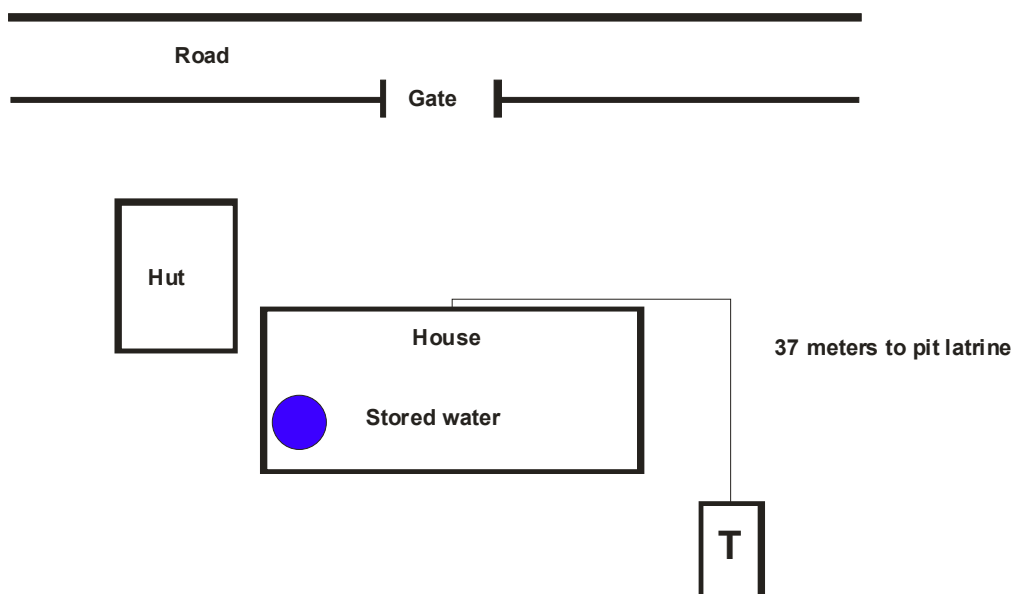 Road
Gate
Hut
House
37 meters to pit latrine
Stored water
T